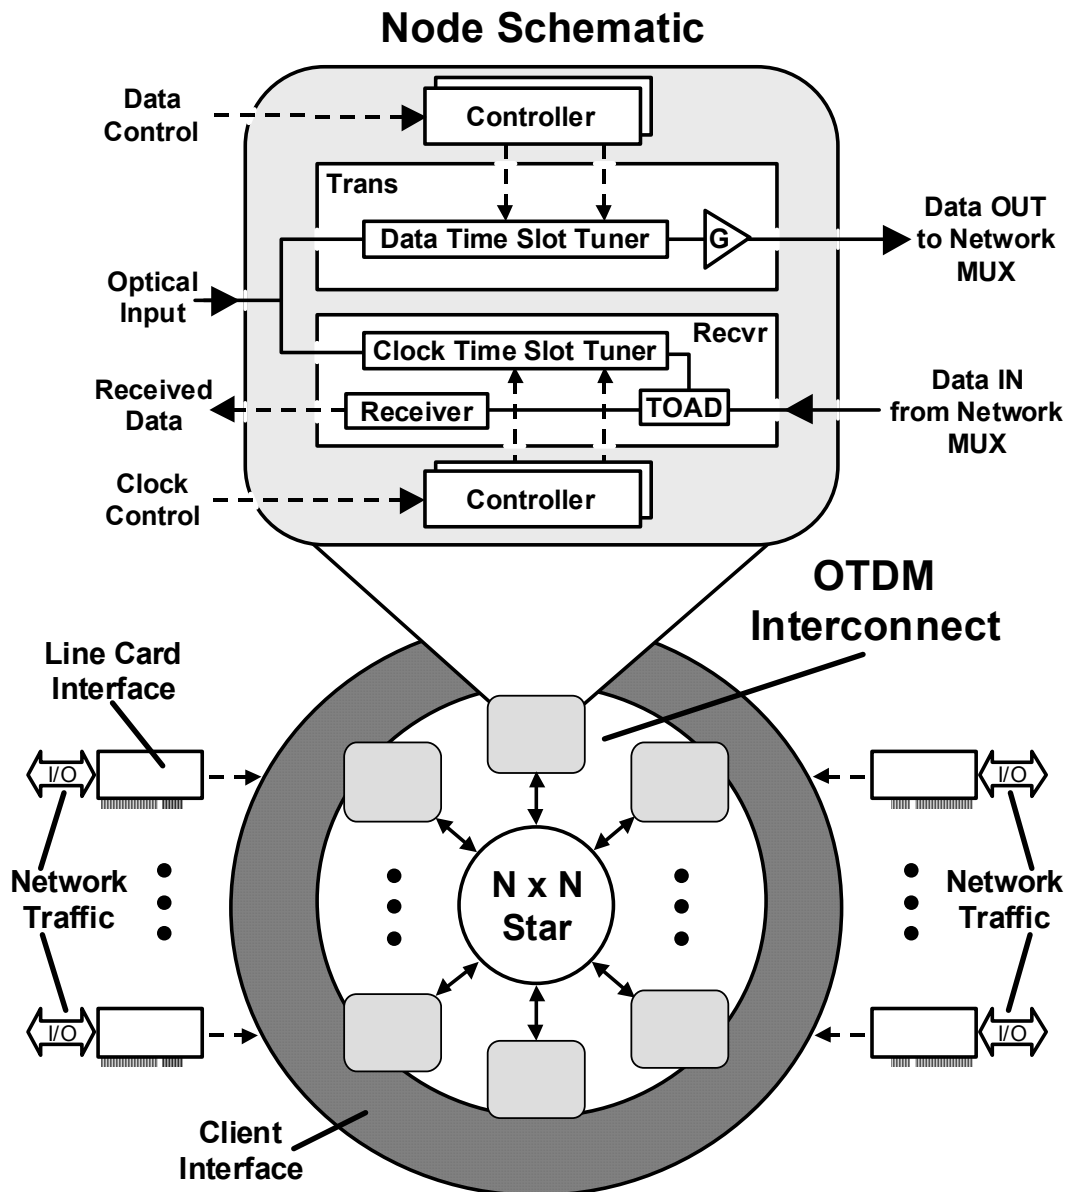 Node Schematic
Data
Control
Controller
Trans
Data Time Slot Tuner
G
Data OUT
to Network
MUX
Optical
Input
Clock Time Slot Tuner
Recvr
Received
Data
Receiver
TOAD
Data IN
from Network
MUX
Clock
Control
Controller
OTDM
Interconnect
Line Card
Interface
I/O
I/O
Network
Traffic
N x N
Star
Network
Traffic
I/O
I/O
Client
Interface